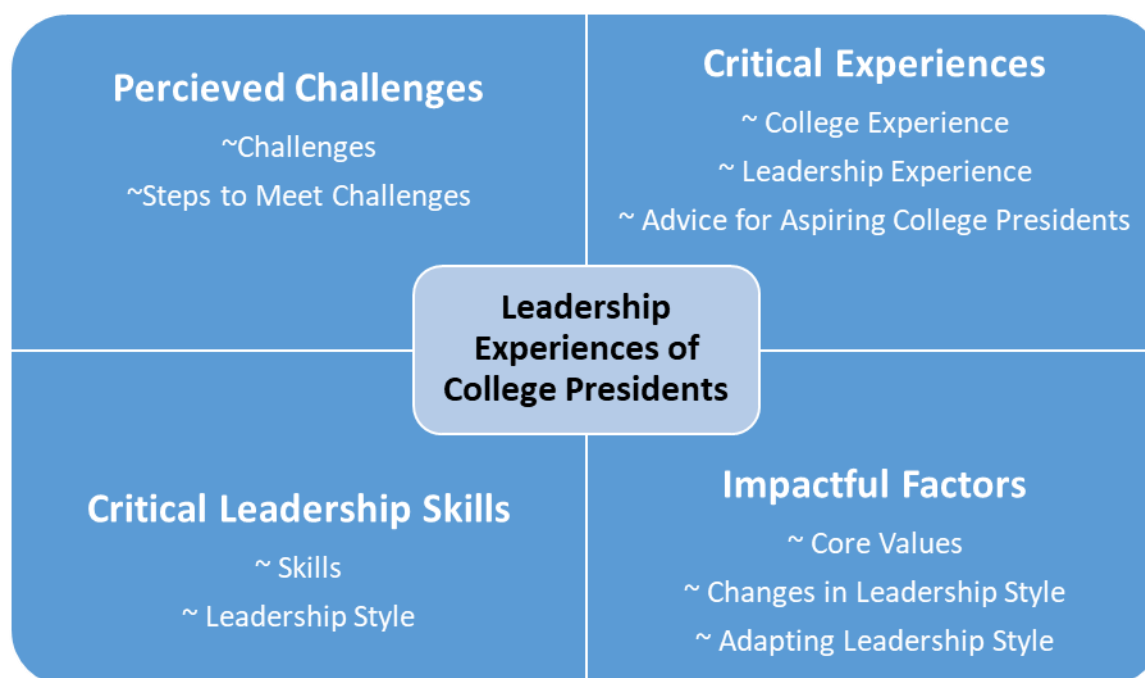 Percieved Challenges
~Challenges
~Steps to Meet Challenges
Critical Experiences
~ College Experience
~ Leadership Experience
~ Advice for Aspiring College Presidents
Leadership
Experiences of
College Presidents
Critical Leadership Skills
~ Skills
~ Leadership Style
Impactful Factors
~ Core Values
~ Changes in Leadership Style
~ Adapting Leadership Style